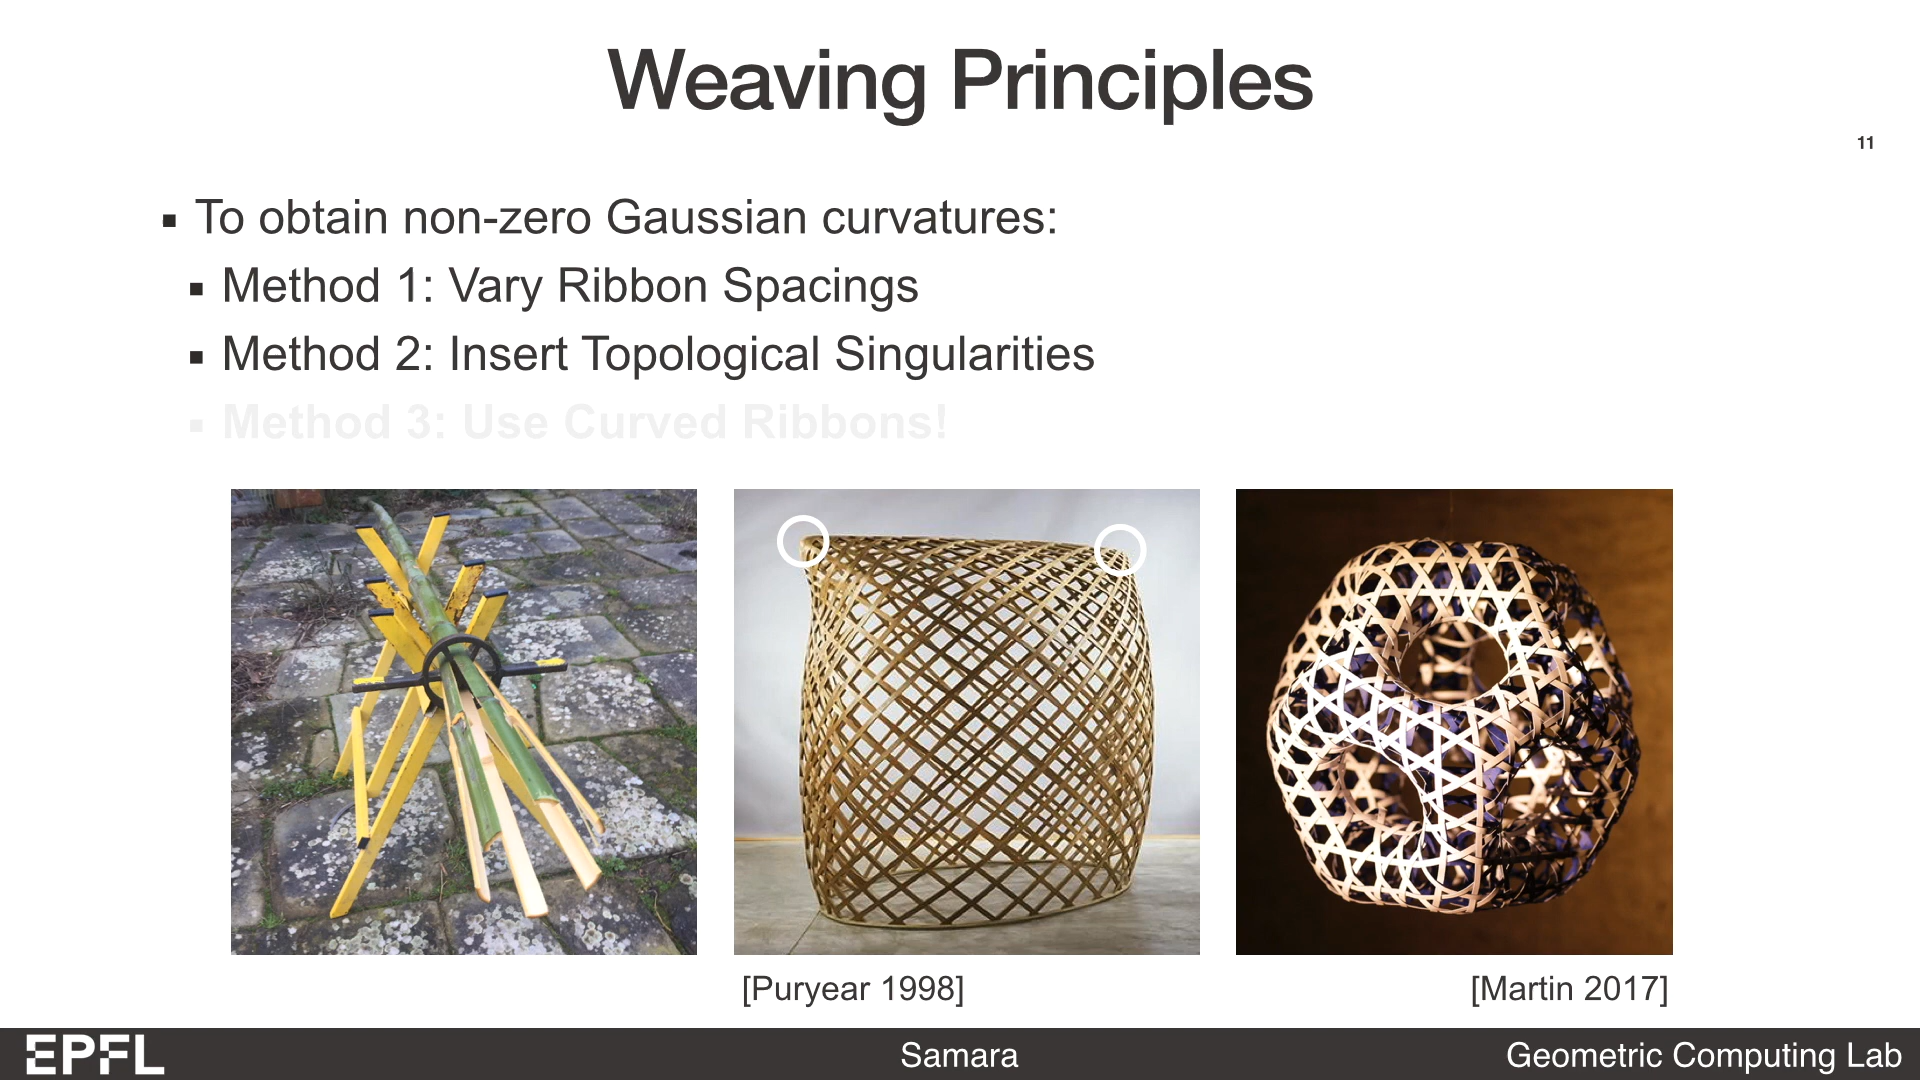 Weaving Principles
11
To obtain non-zero Gaussian curvatures:
Method 1: Vary Ribbon Spacings
Method 2: Insert Topological Singularities
Method 3: Use Curved Ribbons!
[Puryear 1998]
[Martin 2017]
EPFL
Samara
Geometric Computing Lab